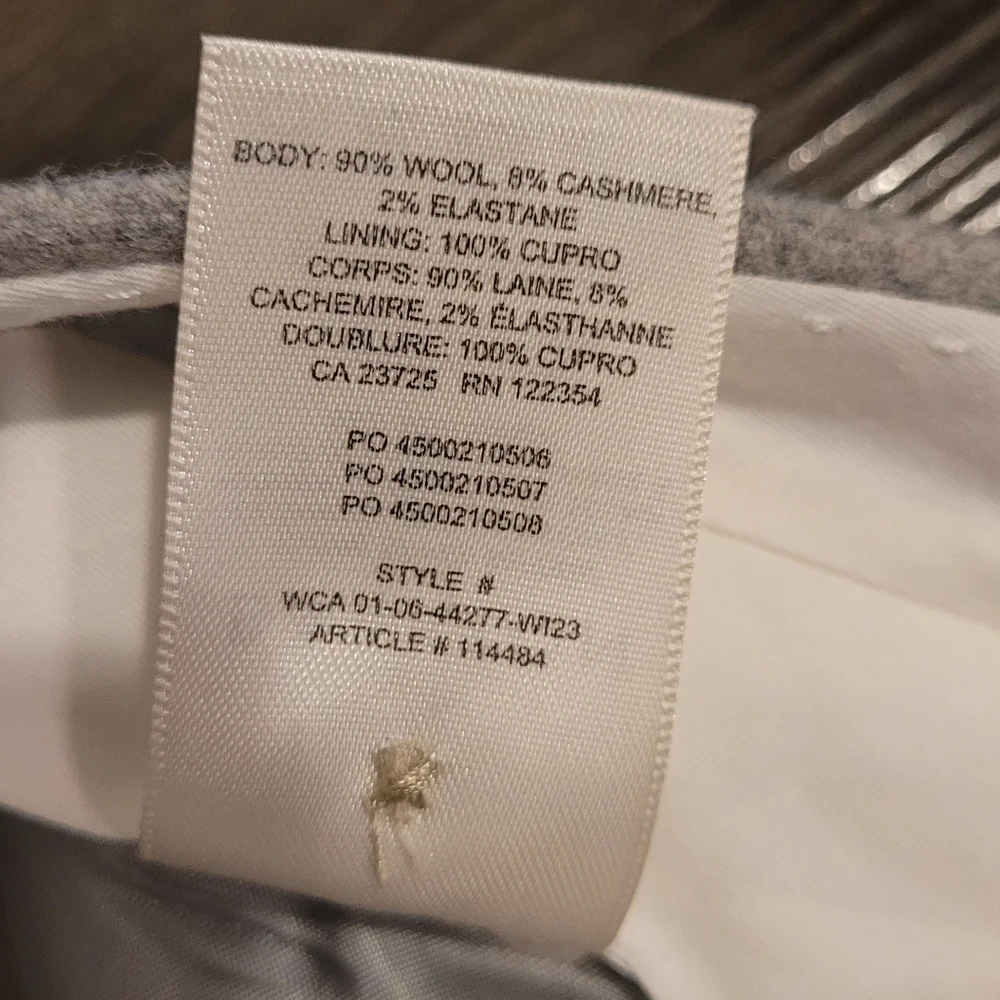 BODY: 90% WOOL, 8% CASHMERE,
2% ELASTANE
LINING: 100% CUPRO
CORPS: 90% LAINE, 8%
CACHEMIRE, 2% ÉLASTHANNE
DOUBLURE: 100% CUPRO
CA 23725 RN 122354
PO 4500210506
PO 4500210507
PO 4500210508
STYLE #
WCA 01-06-44277-WI23
ARTICLE # 114484